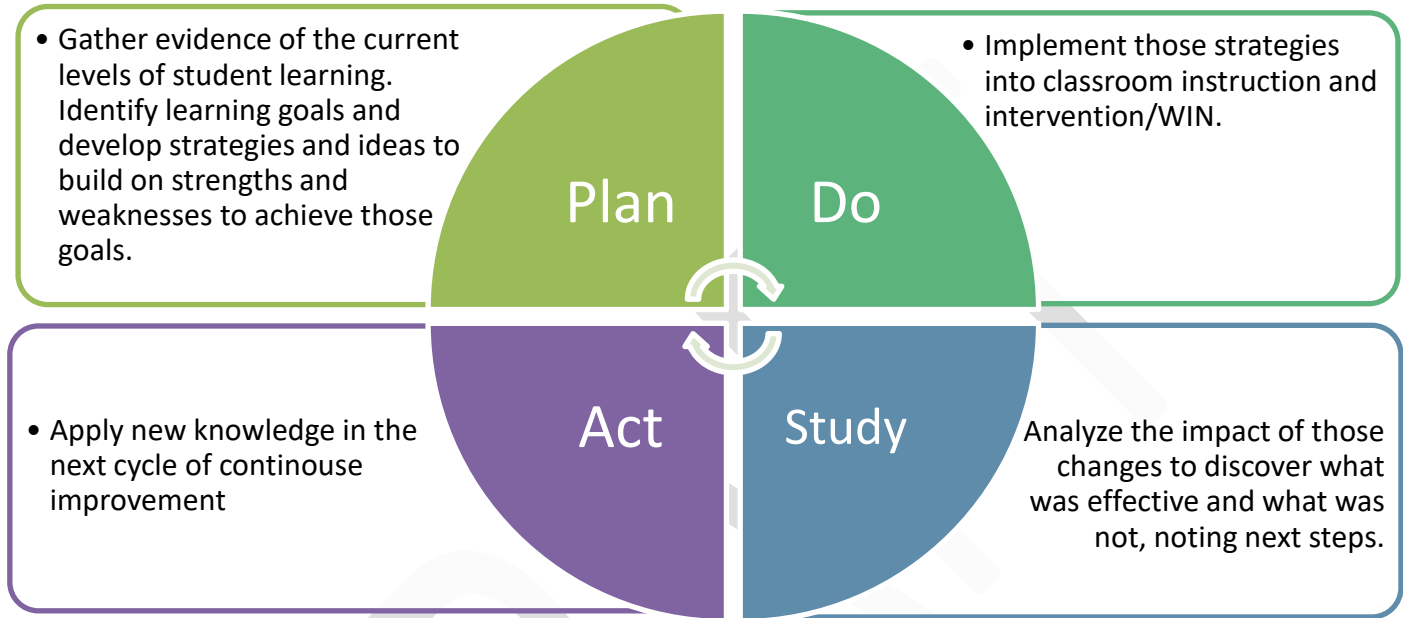 • Gather evidence of the current
levels of student learning.
Identify learning goals and
develop strategies and ideas to
build on strengths and
weaknesses to achieve those
goals.
Plan
Do
• Implement those strategies
into classroom instruction and
intervention/WIN.
• Apply new knowledge in the
next cycle of continouse
improvement
Act
Study
Analyze the impact of those
changes to discover what
was effective and what was
not, noting next steps.